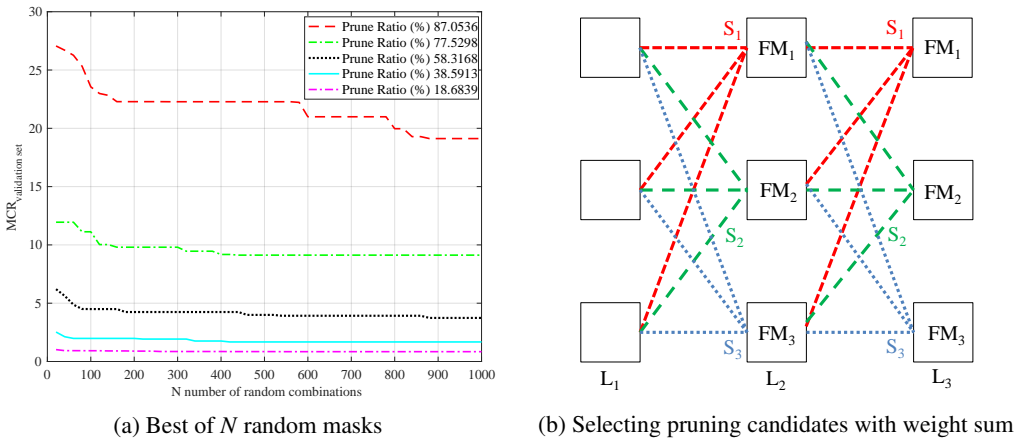 Prune Ratio (%) 87.0536
Prune Ratio (%) 77.5298
Prune Ratio (%) 58.3168
Prune Ratio (%) 38.5913
Prune Ratio (%) 18.6839
30
25
20
15
10
5
0
MCR validation set
0 100 200 300 400 500 600 700 800 900 1000
N number of random combinations
(a) Best of N random masks
S1 S1
FM1 FM1
FM2 FM2
S2 S2
FM3 FM3
S3 S3
L1 L2 L3
(b) Selecting pruning candidates with weight sum